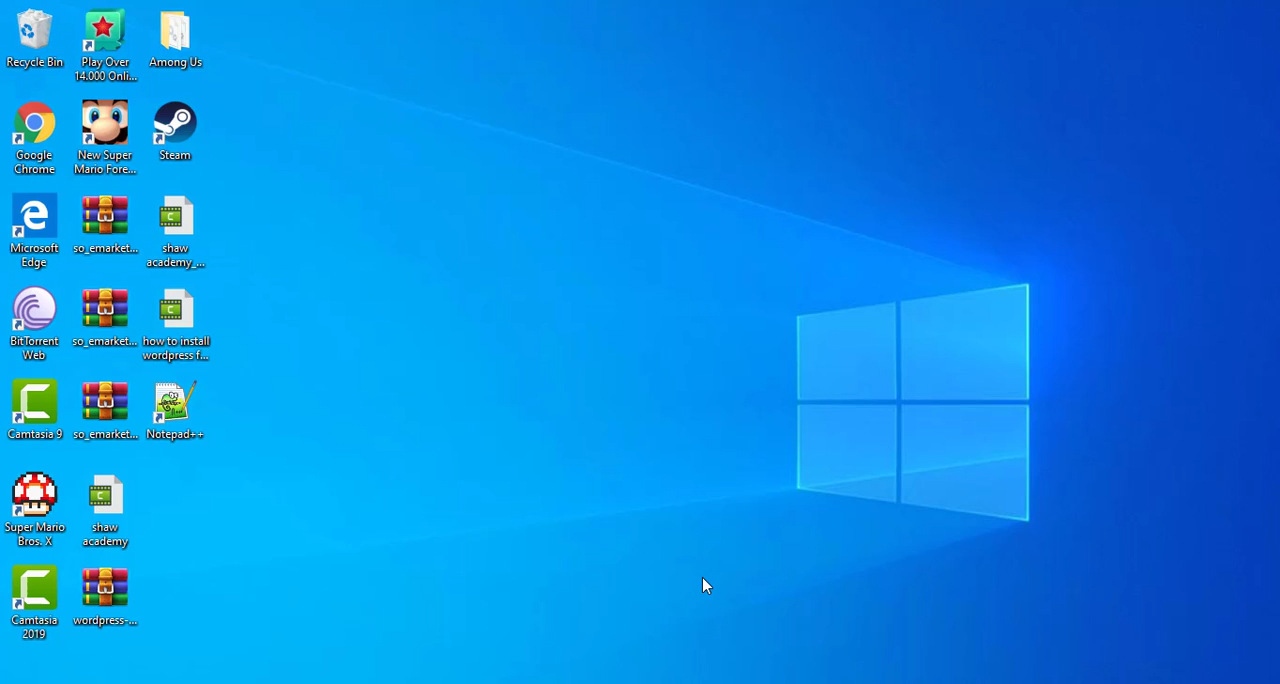 Recycle Bin
Play Over
14.000 Onli...
Among Us
Google
Chrome
New Super
Mario Fore...
Steam
Microsoft
Edge
so_emarket...
shaw
academy_...
BitTorrent
Web
so_emarket...
how to install
wordpress f...
Camtasia 9
so_emarket...
Notepad++
Super Mario
Bros. X
shaw
academy
Camtasia
2019
wordpress-...